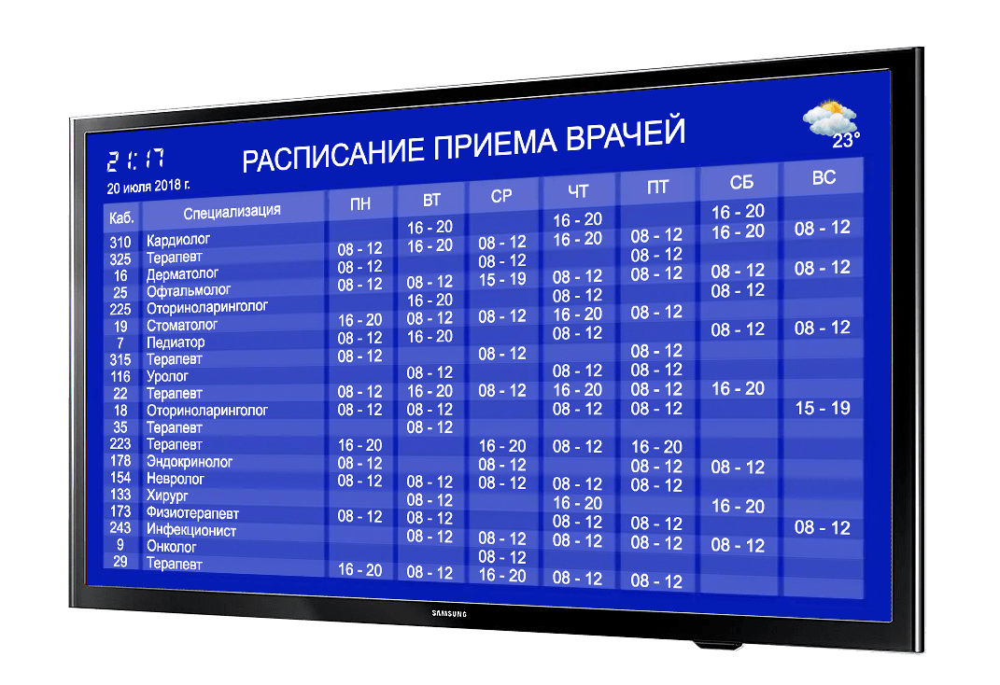 21:17
20 июля 2018 г.
РАСПИСАНИЕ ПРИЕМА ВРАЧЕЙ
23°
Каб. Специализация ПН ВТ СР ЧТ ПТ СБ ВС
310 Кардиолог 16 - 20 16 - 20 16 - 20
325 Терапевт 08 - 12 16 - 20 08 - 12 16 - 20 08 - 12 16 - 20 08 - 12
16 Дерматолог 08 - 12 08 - 12 08 - 12
25 Офтальмолог 08 - 12 08 - 12 15 - 19 08 - 12 08 - 12 08 - 12 08 - 12
225 Оториноларинголог 16 - 20 08 - 12 08 - 12
19 Стоматолог 16 - 20 08 - 12 08 - 12 16 - 20 08 - 12
7 Педиатор 08 - 12 16 - 20 08 - 12 08 - 12 08 - 12
315 Терапевт 08 - 12 08 - 12 08 - 12
116 Уролог 08 - 12 08 - 12 08 - 12
22 Терапевт 08 - 12 16 - 20 08 - 12 16 - 20 08 - 12 16 - 20
18 Оториноларинголог 08 - 12 08 - 12 08 - 12 08 - 12 15 - 19
35 Терапевт 08 - 12
223 Терапевт 16 - 20 16 - 20 08 - 12 16 - 20
178 Эндокринолог 08 - 12 08 - 12 08 - 12 08 - 12
154 Невролог 08 - 12 08 - 12 08 - 12 08 - 12 08 - 12
133 Хирург 08 - 12 16 - 20 16 - 20
173 Физиотерапевт 08 - 12 08 - 12 08 - 12 08 - 12 08 - 12
243 Инфекционист 08 - 12 08 - 12 08 - 12 08 - 12 08 - 12
9 Онколог 08 - 12
29 Терапевт 16 - 20 08 - 12 16 - 20 08 - 12 08 - 12
SAMSUNG